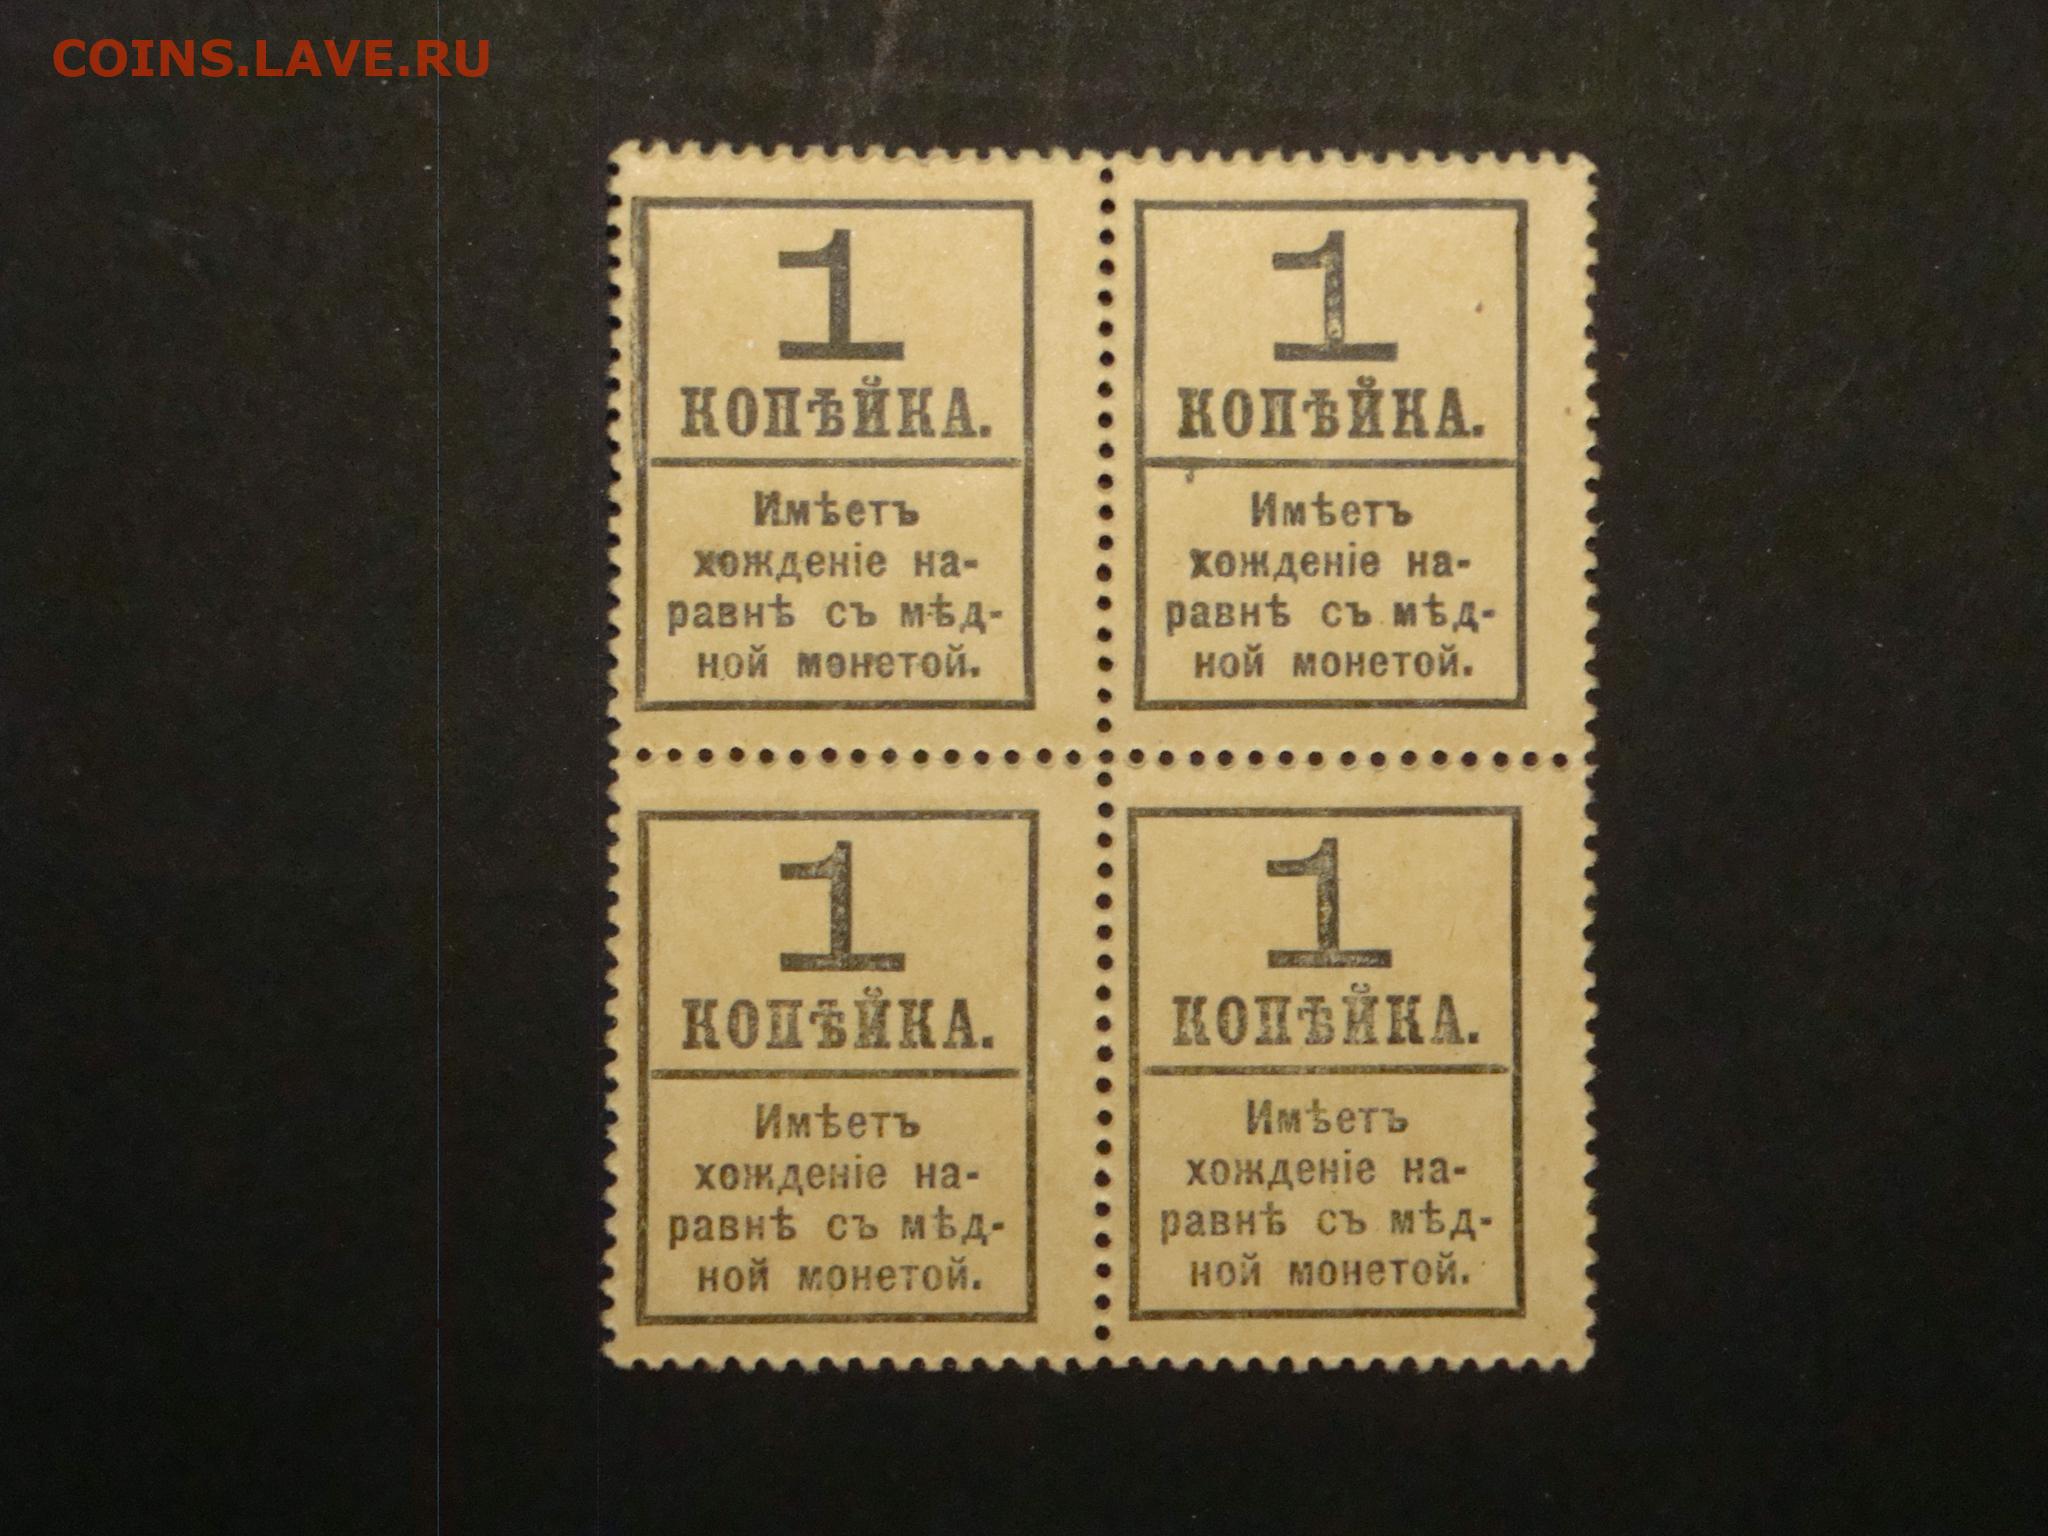 COINS.LAVE.RU
1
КОПѢЙКА.
Имѣетъ
хожденіе на-
равнѣ съ мѣд-
ной монетой.
1
КОПѢЙКА.
Имѣетъ
хожденіе на-
равнѣ съ мѣд-
ной монетой.
1
КОПѢЙКА.
Имѣетъ
хожденіе на-
равнѣ съ мѣд-
ной монетой.
1
КОПѢЙКА.
Имѣетъ
хожденіе на-
равнѣ съ мѣд-
ной монетой.